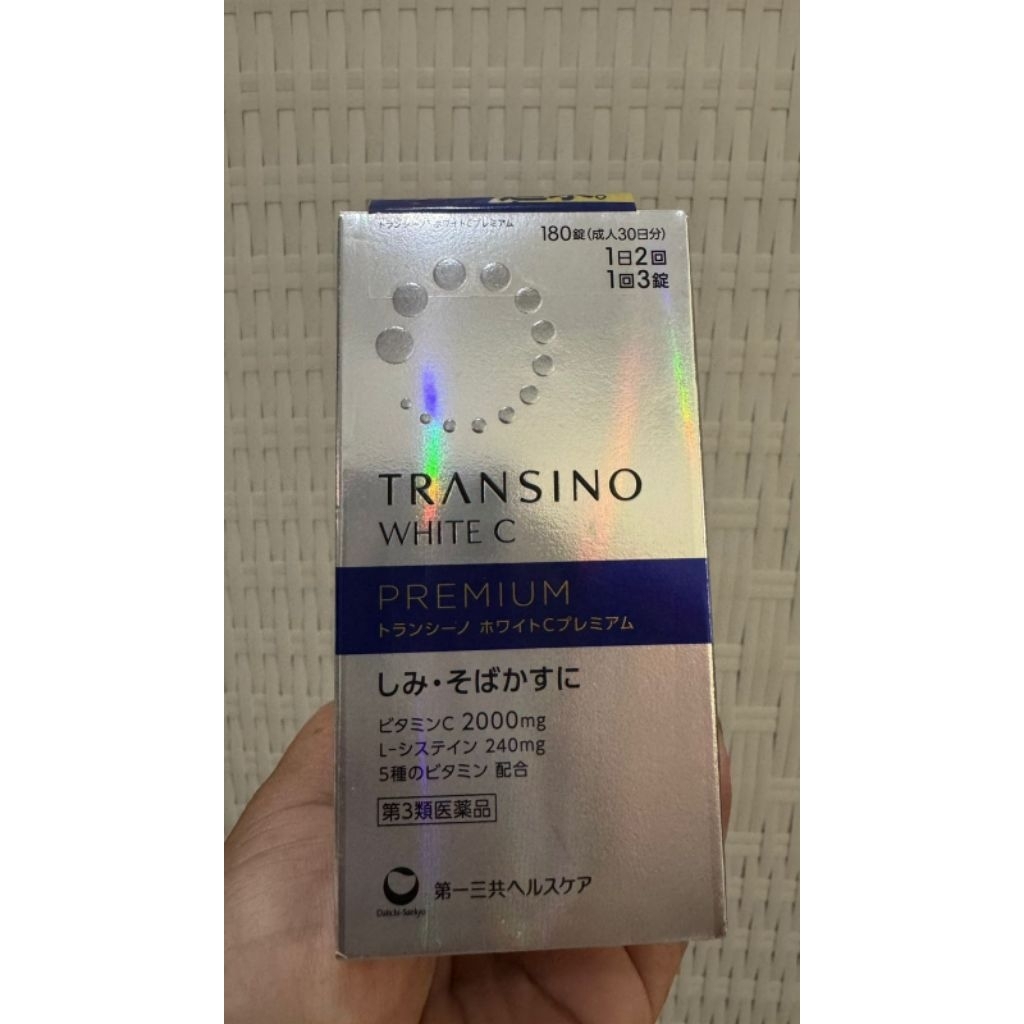 トランシーノ ホワイトCプレミアム
180錠(成人30日分)
1日2回
1回3錠
TRANSINO
WHITE C
PREMIUM
トランシーノ ホワイトCプレミアム
しみ・そばかすに
ビタミンC 2000mg
L-システイン 240mg
5種のビタミン 配合
第3類医薬品
第一三共ヘルスケア
Daiichi-Sankyo